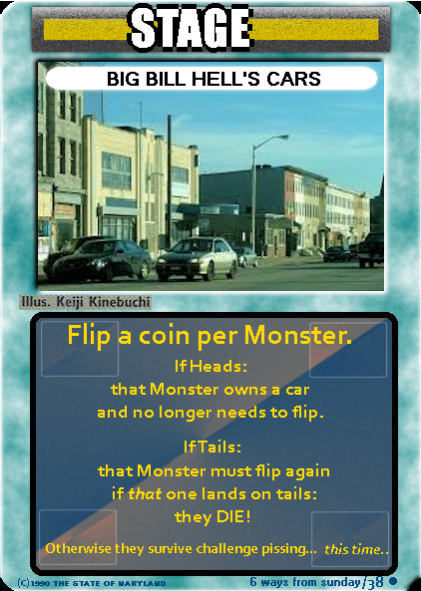 STAGE
BIG BILL HELL'S CARS
Illus. Keiji Kinebuchi
Flip a coin per Monster.
If Heads:
that Monster owns a car
and no longer needs to flip.
If Tails:
that Monster must flip again
if that one lands on tails:
they DIE!
Otherwise they survive challenge pissing... this time..
(C)1990 THE STATE OF MARYLAND
6 ways from sunday/38 ●